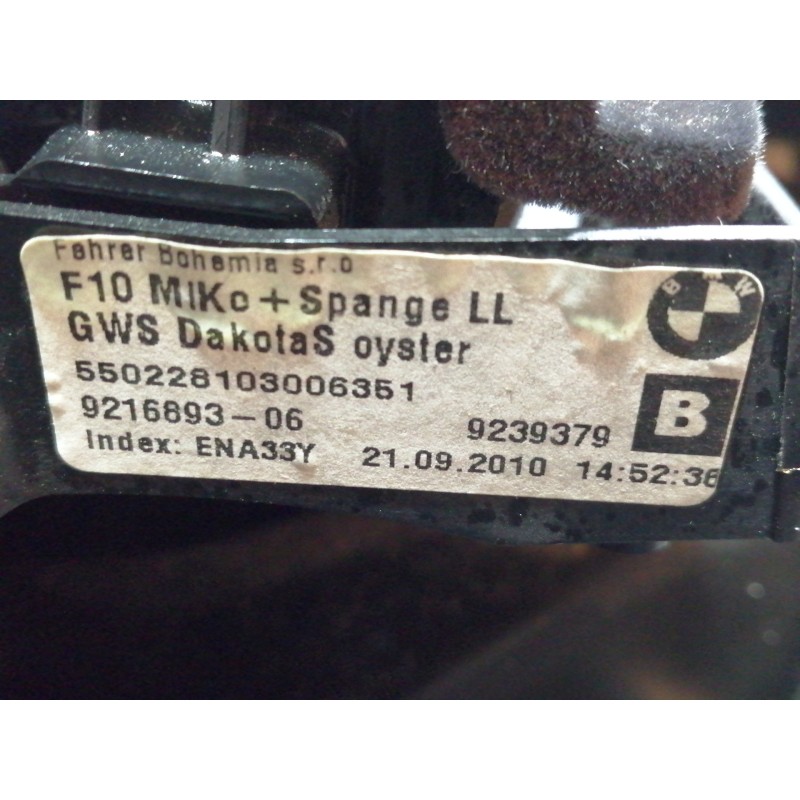 Fehrer Bohemia s.r.o
F10 MIKo + Spange LL
GWS DakotaS oyster
550228103006351
9216893-06
9239379
B
Index: ENA33Y
21.09.2010 14:52:36
BMW